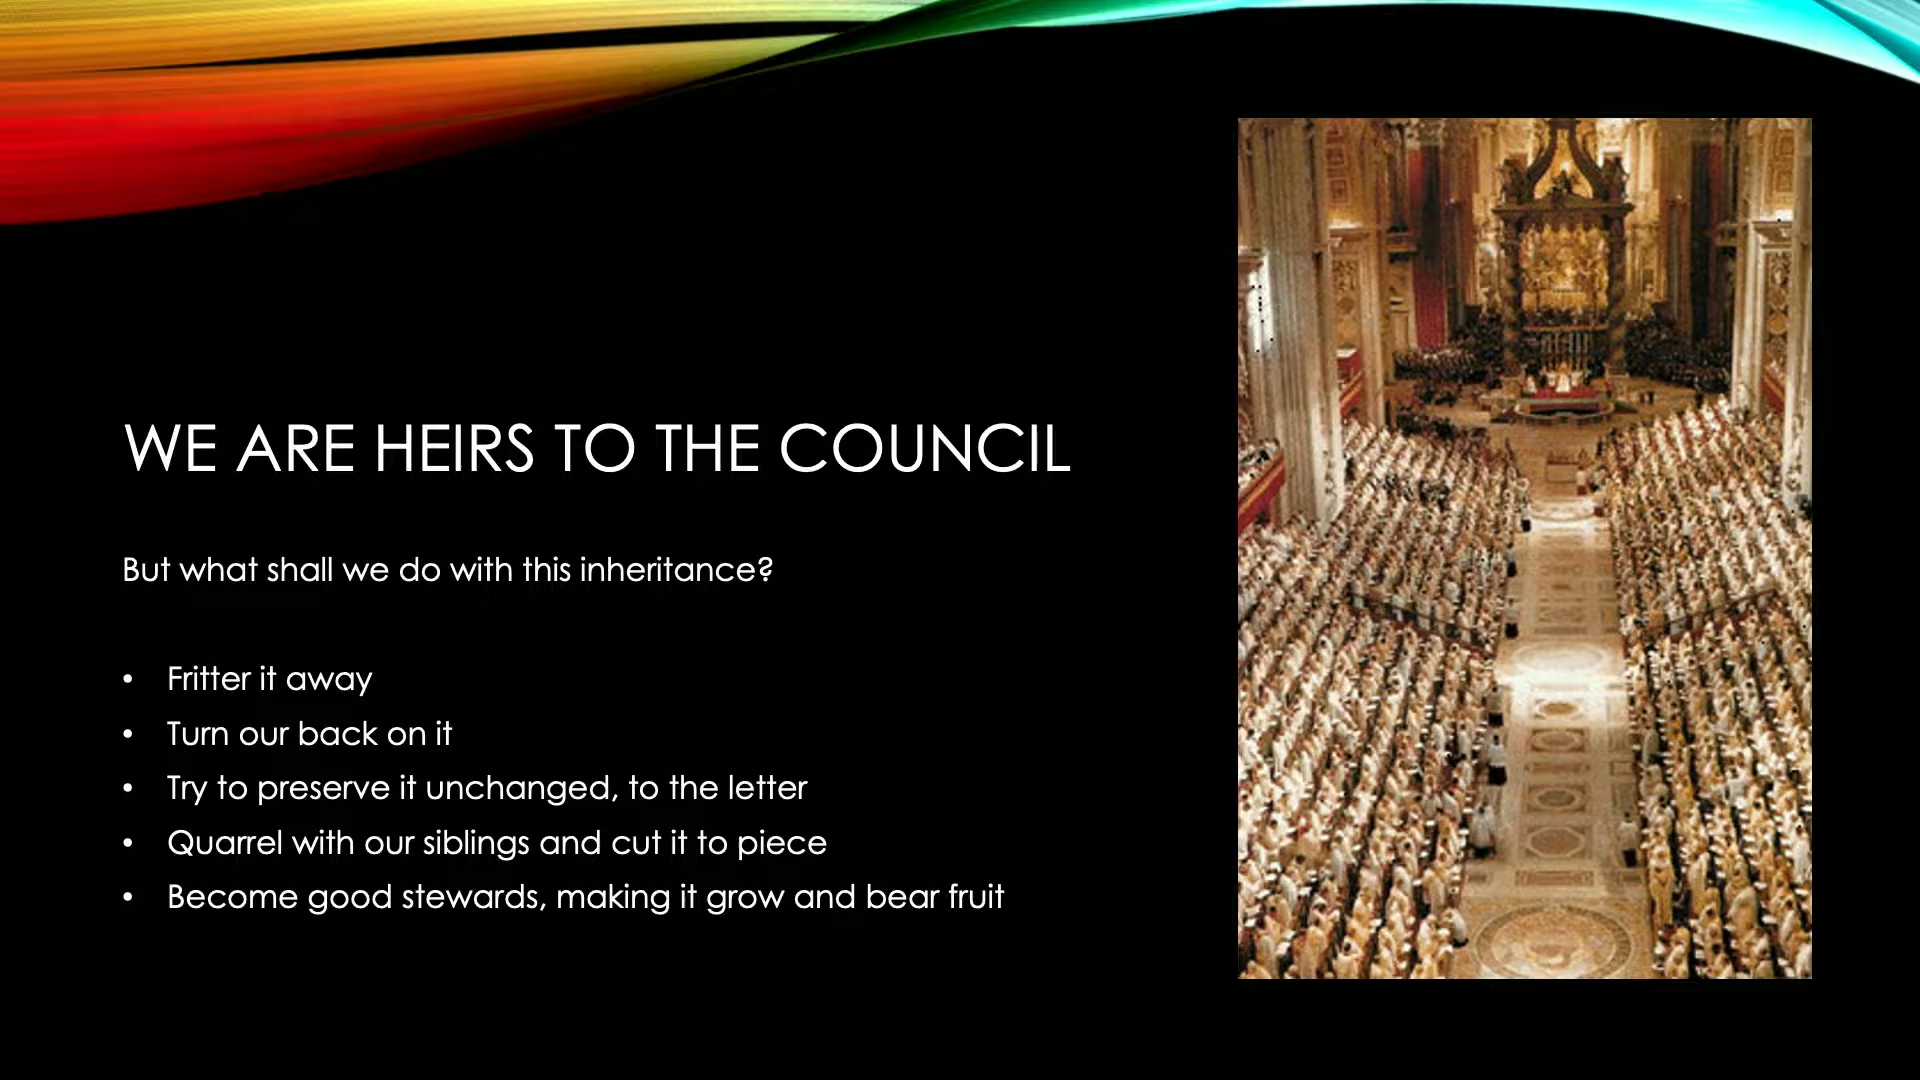 WE ARE HEIRS TO THE COUNCIL
But what shall we do with this inheritance?
• Fritter it away
• Turn our back on it
• Try to preserve it unchanged, to the letter
• Quarrel with our siblings and cut it to piece
• Become good stewards, making it grow and bear fruit